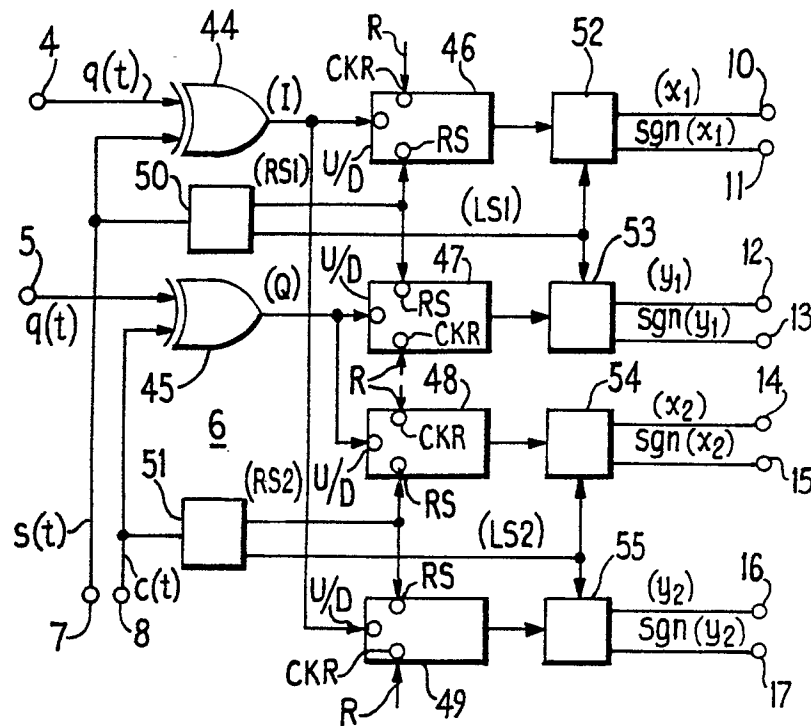 4
q(t)
44
(I)
R
CKR
46
52
(x₁)
10
sgn(x₁)
11
RS
U/D
50
(RS1)
(LS1)
5
q(t)
(Q)
45
U/D
47
RS
CKR
53
(y₁)
12
sgn(y₁)
13
R
48
54
(x₂)
14
6
CKR
sgn(x₂)
15
U/D
RS
51
(RS2)
(LS2)
s(t)
c(t)
7
8
U/D
RS
55
(y₂)
16
sgn(y₂)
17
CKR
R
49